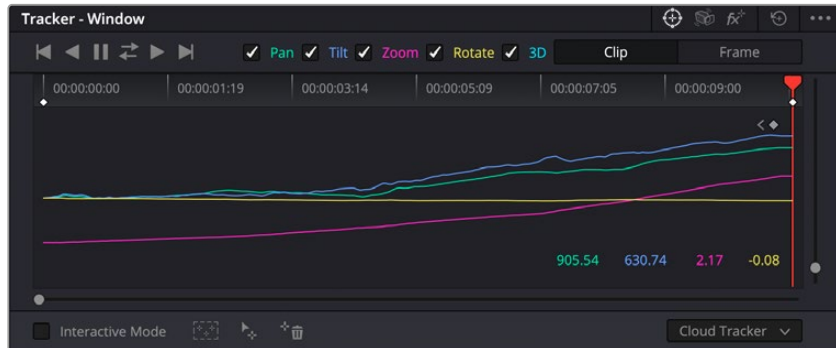 Tracker - Window
fx
Pan Tilt Zoom Rotate 3D Clip Frame
00:00:00:00 00:00:01:19 00:00:03:14 00:00:05:09 00:00:07:05 00:00:09:00
905.54 630.74 2.17 -0.08
Interactive Mode Cloud Tracker